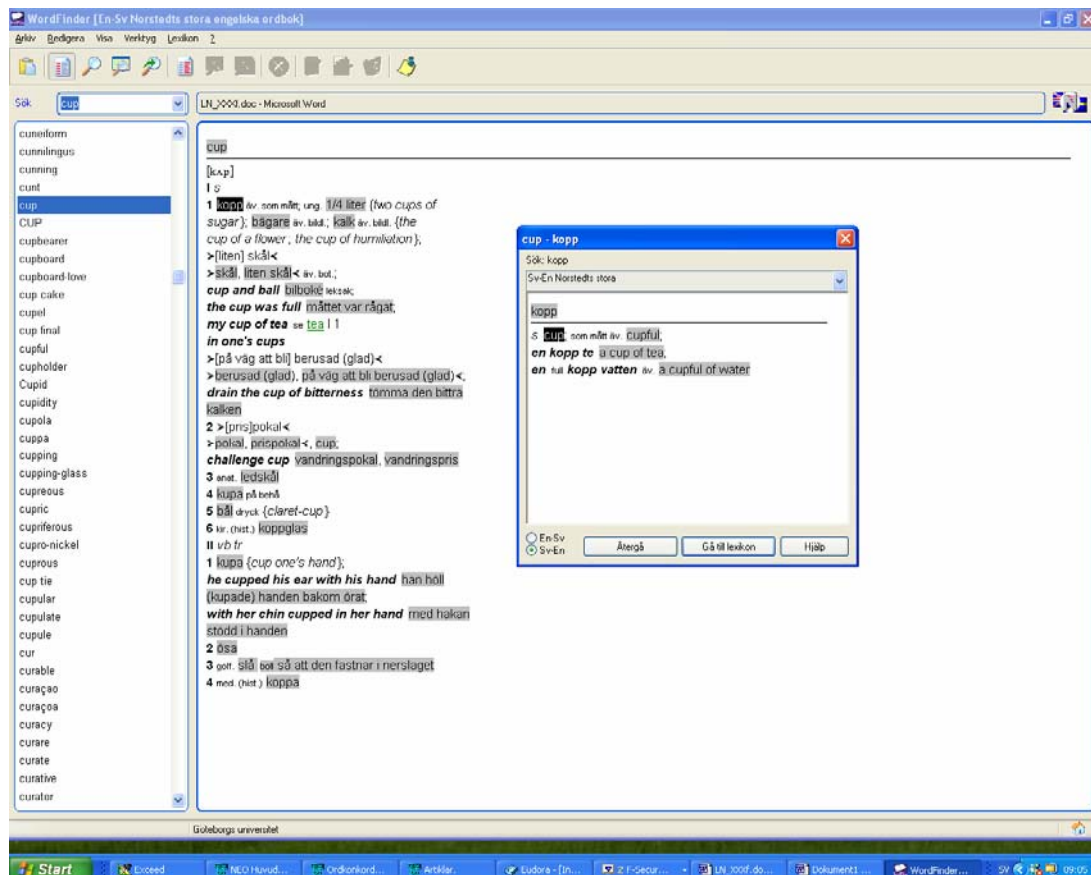 WordFinder [En-Sv Norstedts stora engelska ordbok]
Arkiv Redigera Visa Verktyg Lexikon ?
Sök: cup
LN_XXXI.doc - Microsoft Word
cuneiform
cunnilingus
cunning
cunt
cup
CUP
cupbearer
cupboard
cupboard-love
cup cake
cupel
cup final
cupful
cupholder
Cupid
cupidity
cupola
cuppa
cupping
cupping-glass
cupreous
cupric
cupriferous
cupro-nickel
cuprous
cup tie
cupular
cupulate
cupule
cur
curable
curaçao
curaçoa
curacy
curare
curate
curative
curator
cup
[kʌp]
I s
1 kopp äv. som mått; ung. 1/4 liter {two cups of
sugar}; bägare äv. bild.; kalk äv. bildl. {the
cup of a flower; the cup of humiliation};
>[liten] skål<
>skål, liten skål< äv. bot.;
cup and ball bilboke leksak;
the cup was full måttet var rågat;
my cup of tea se tea I 1
in one's cups
>[på väg att bli] berusad (glad)<
>berusad (glad), på väg att bli berusad (glad)<;
drain the cup of bitterness tömma den bittra
kalken
2 >[pris]pokal<
>pokal, prispokal<, cup;
challenge cup vandringspokal, vandringspris
3 anat. ledskål
4 kupa på behå
5 bål dryck {claret-cup}
6 kir. (hist.) koppglas
II vb tr
1 kupa {cup one's hand};
he cupped his ear with his hand han höll
(kupade) handen bakom örat;
with her chin cupped in her hand med hakan
stödd i handen
2 ösa
3 golf. slå boll så att den fastnar i nerslaget
4 med. (hist.) koppa
cup - kopp
Sök: kopp
Sv-En Norstedts stora
kopp
s cup; som mått äv. cupful;
en kopp te a cup of tea;
en full kopp vatten äv. a cupful of water
En-Sv
Sv-En
Återgå Gå till lexikon Hjälp
Göteborgs universitet
Start Exceed NEO Huvud... Ordkonkord... Artiklar. Eudora - [In... Z F-Secur... LN_XXXI.do... Dokument1 ... WordFinder... SV 09:05